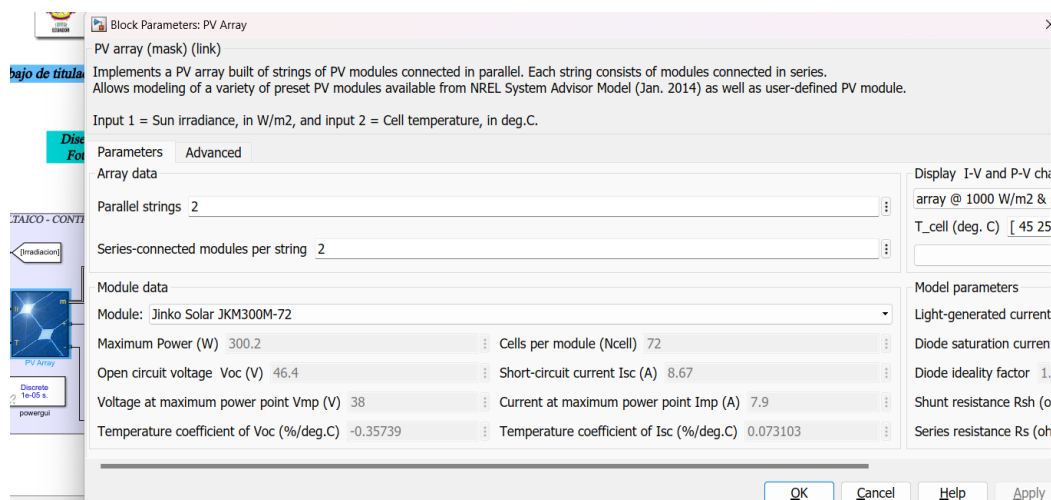 Block Parameters: PV Array
PV array (mask) (link)
Implements a PV array built of strings of PV modules connected in parallel. Each string consists of modules connected in series.
Allows modeling of a variety of preset PV modules available from NREL System Advisor Model (Jan. 2014) as well as user-defined PV module.
Input 1 = Sun irradiance, in W/m2, and input 2 = Cell temperature, in deg.C.
Parameters Advanced
Array data
Parallel strings 2
Series-connected modules per string 2
Display I-V and P-V cha
array @ 1000 W/m2 &
T_cell (deg. C) [ 45 25
Module data
Module: Jinko Solar JKM300M-72
Maximum Power (W) 300.2 Cells per module (Ncell) 72
Open circuit voltage Voc (V) 46.4 Short-circuit current Isc (A) 8.67
Voltage at maximum power point Vmp (V) 38 Current at maximum power point Imp (A) 7.9
Temperature coefficient of Voc (%/deg.C) -0.35739 Temperature coefficient of Isc (%/deg.C) 0.073103
Model parameters
Light-generated current
Diode saturation curren
Diode ideality factor 1.
Shunt resistance Rsh (o
Series resistance Rs (oh
OK Cancel Help Apply
bajo de titula
Dise
Fot
TAICO - CONT
[Irradiacion]
m
T
PV Array
Discrete
1e-05 s.
powergui